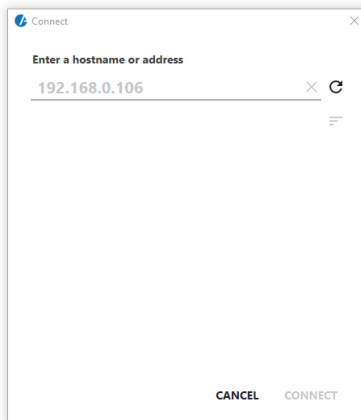 Connect
Enter a hostname or address
192.168.0.106
CANCEL CONNECT